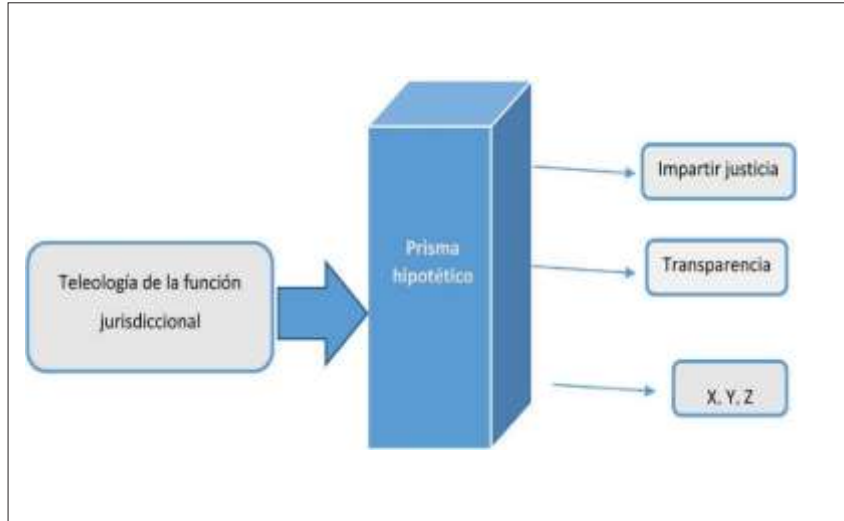 Teleología de la función
jurisdiccional
Prisma
hipotético
Impartir justicia
Transparencia
X, Y, Z